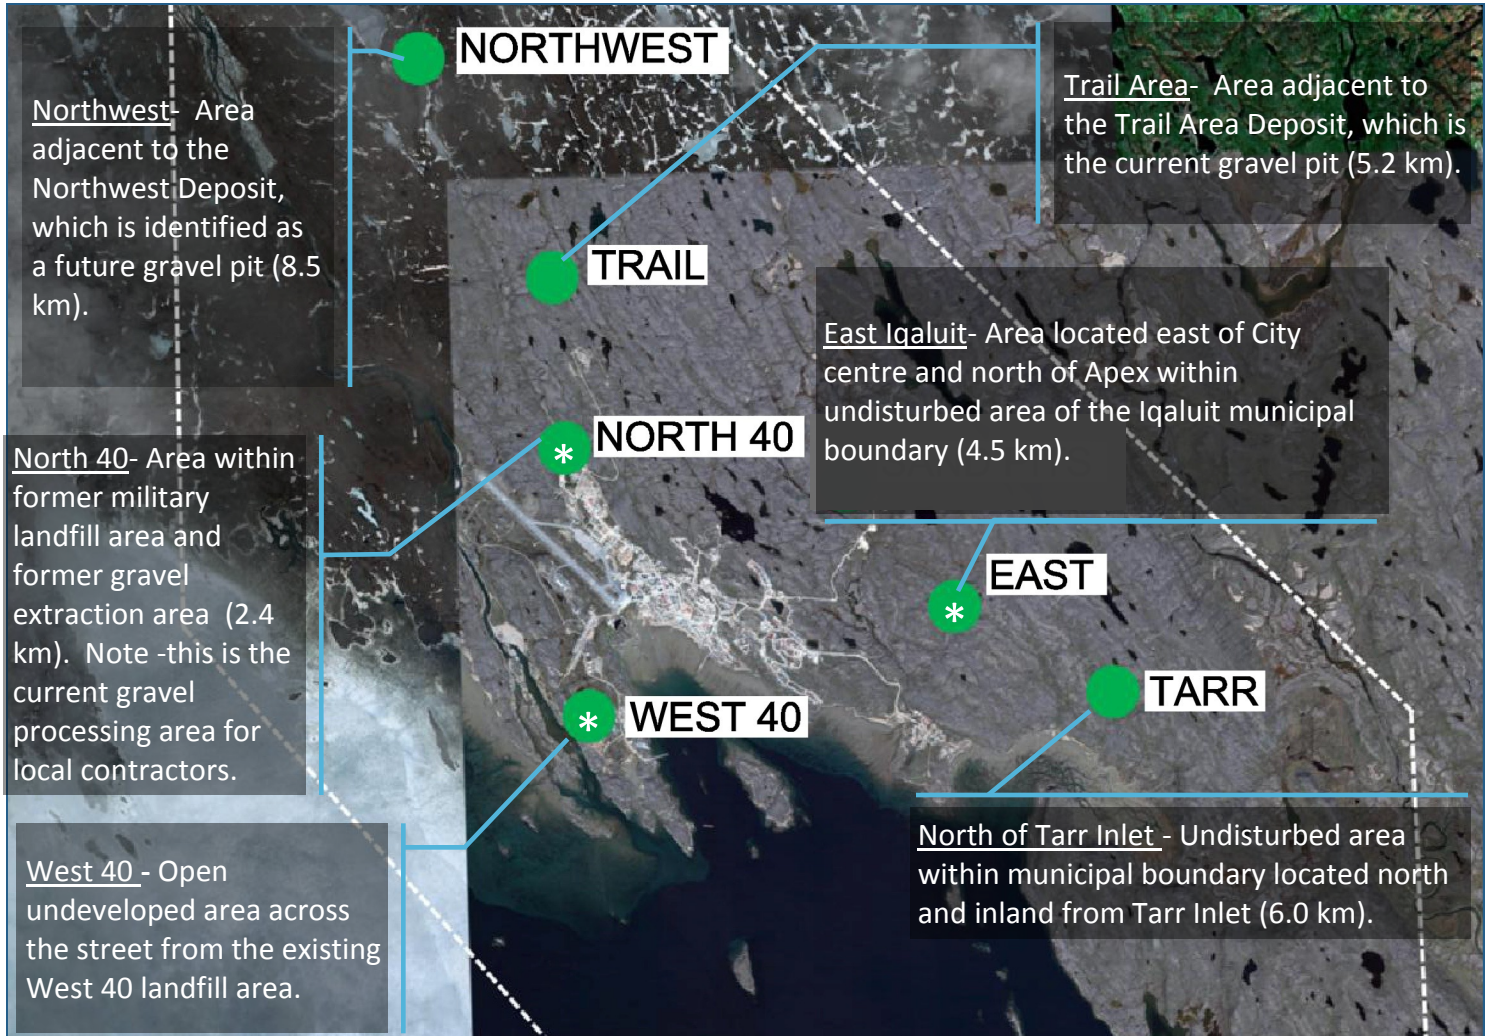 NORTHWEST
Northwest-  Area
adjacent to the
Northwest Deposit,
which is identified as
a future gravel pit (8.5
km).
Trail Area-  Area adjacent to
the Trail Area Deposit, which is
the current gravel pit (5.2 km).
TRAIL
East Iqaluit- Area located east of City
centre and north of Apex within
undisturbed area of the Iqaluit municipal
boundary (4.5 km).
* NORTH 40
North 40- Area within
former military
landfill area and
former gravel
extraction area  (2.4
km).  Note -this is the
current gravel
processing area for
local contractors.
* EAST
TARR
* WEST 40
West 40 - Open
undeveloped area across
the street from the existing
West 40 landfill area.
North of Tarr Inlet - Undisturbed area
within municipal boundary located north
and inland from Tarr Inlet (6.0 km).